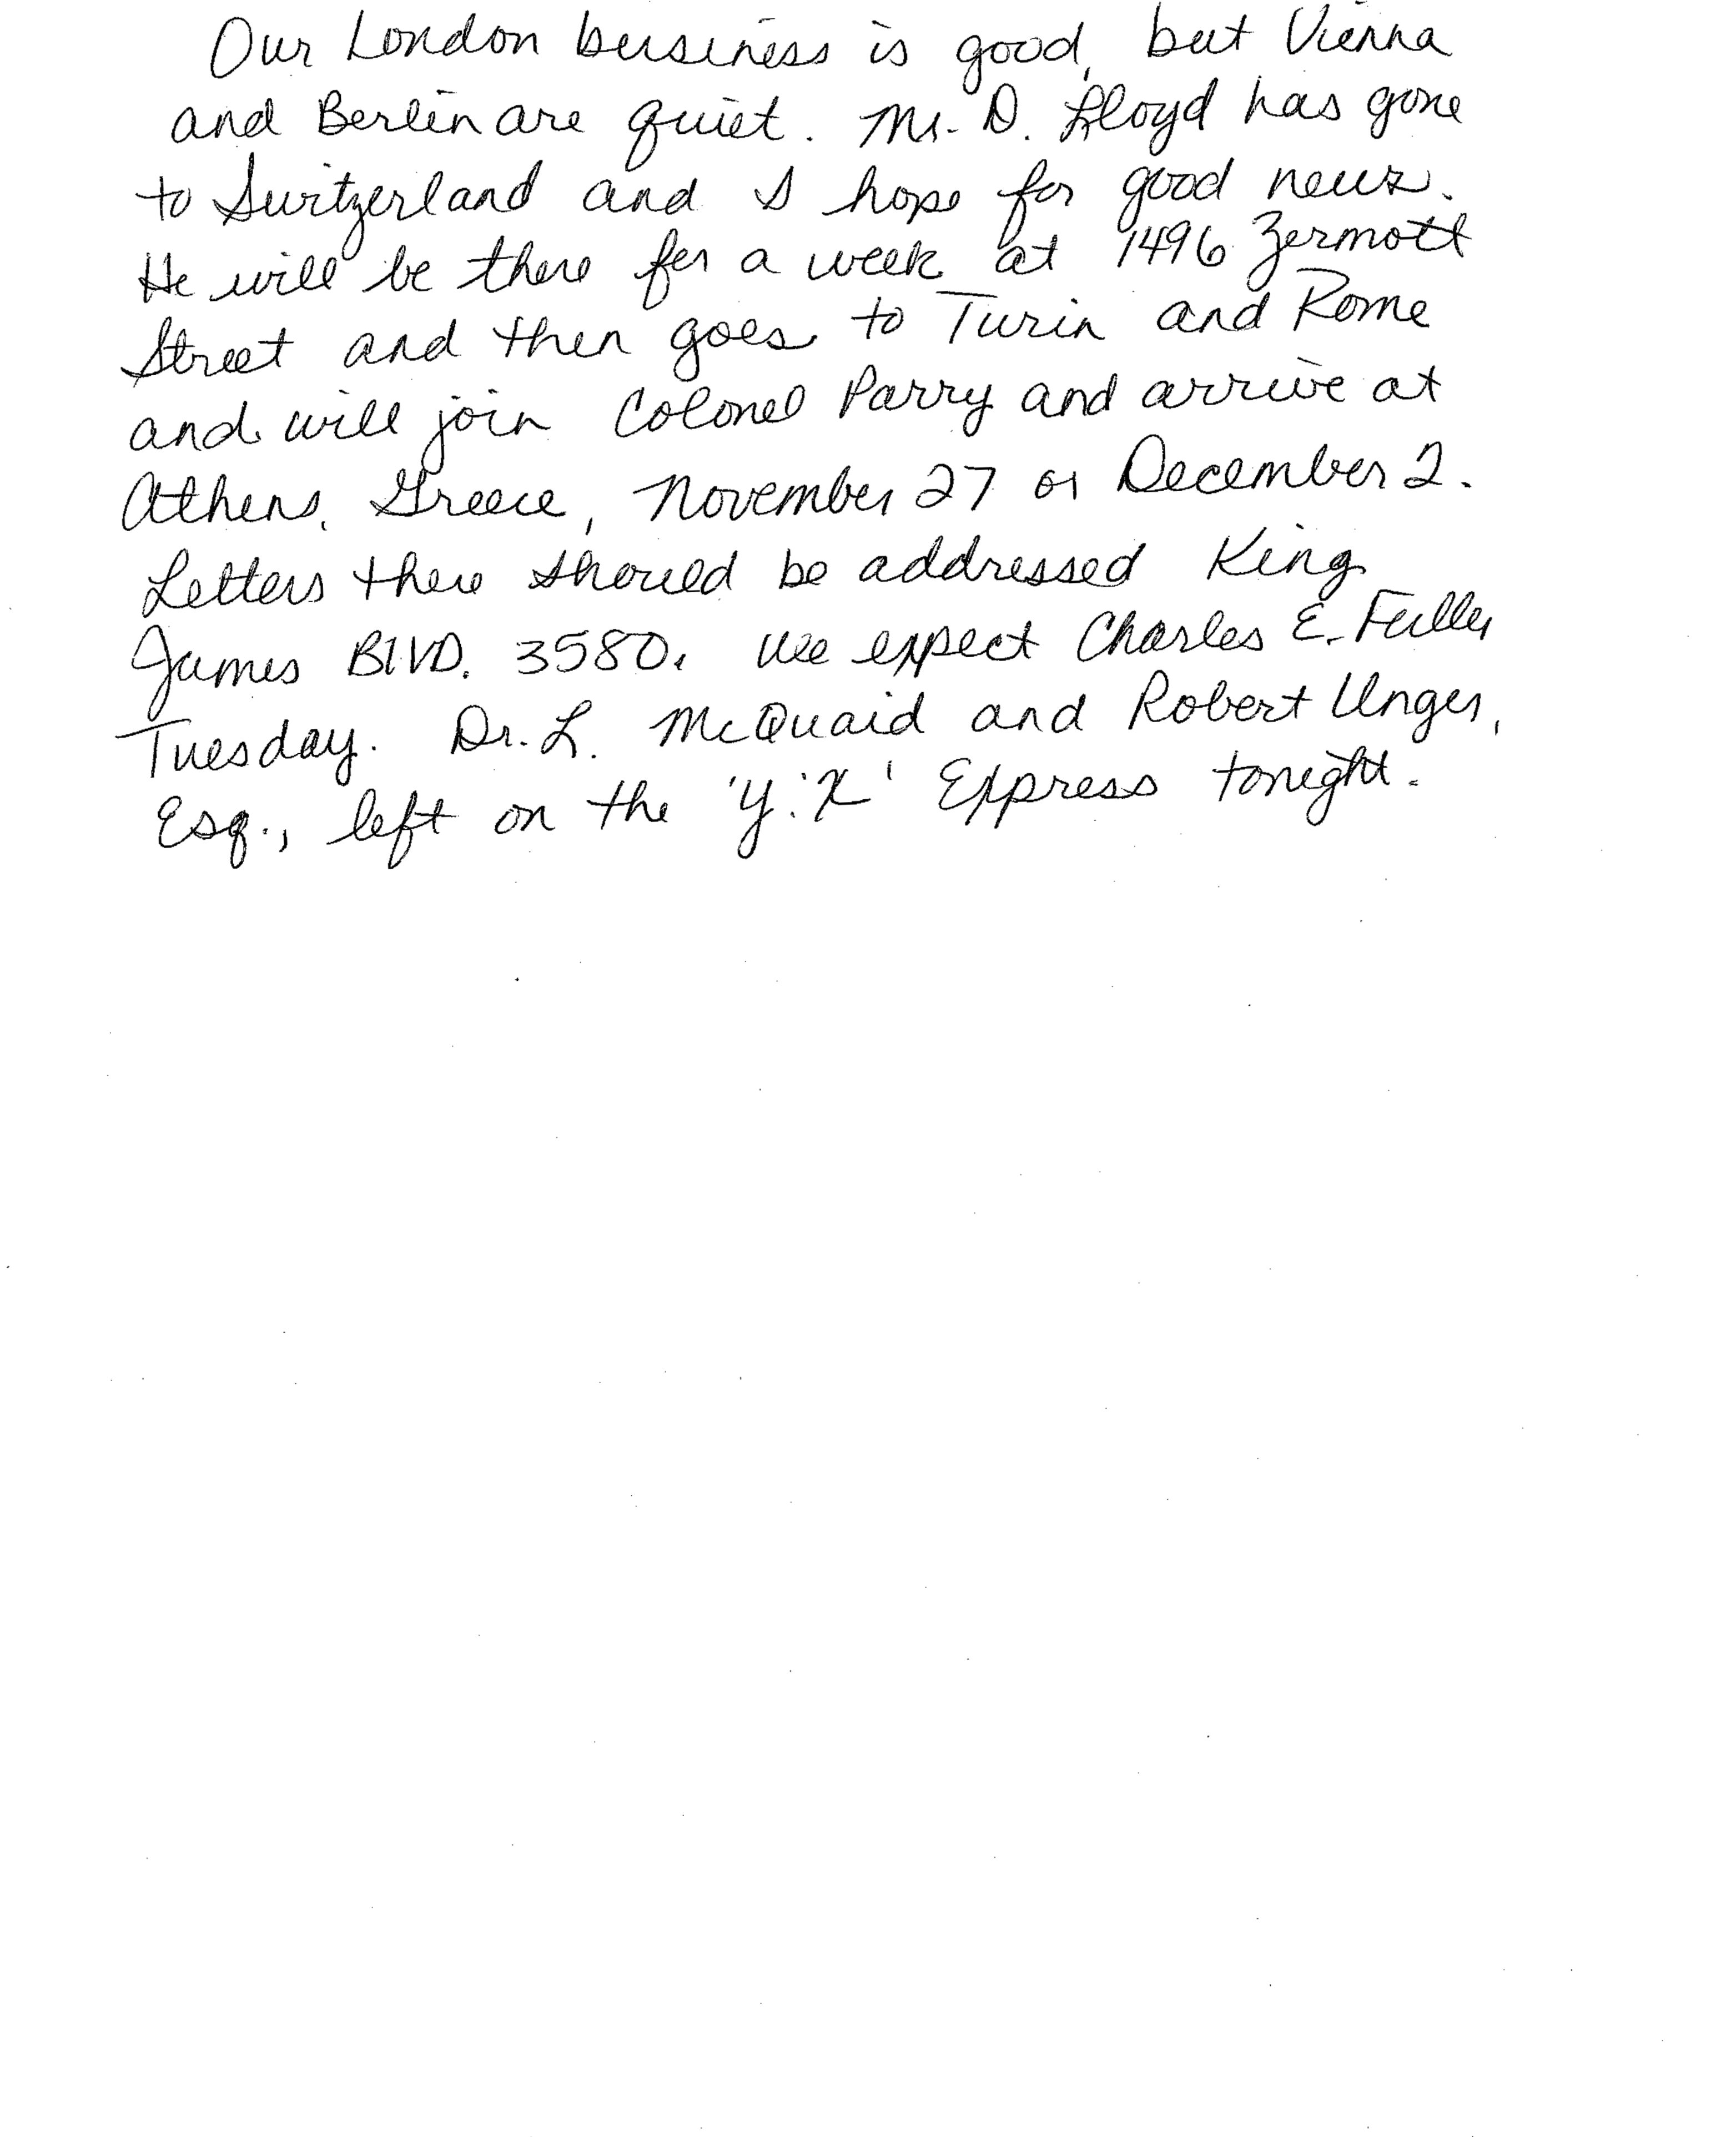 Our London business is good, but Vienna
and Berlin are quiet. Mr. D. Lloyd has gone
to Switzerland and I hope for good news.
He will be there for a week at 1496 Zermott
Street and then goes to Turin and Rome
and will join Colonel Parry and arrive at
Athens, Greece, November 27 or December 2.
Letters there should be addressed King
James BlVD. 3580. We expect Charles E. Fuller
Tuesday. Dr. L. McQuaid and Robert Unger,
Esq., left on the 'Y.X' Express tonight.